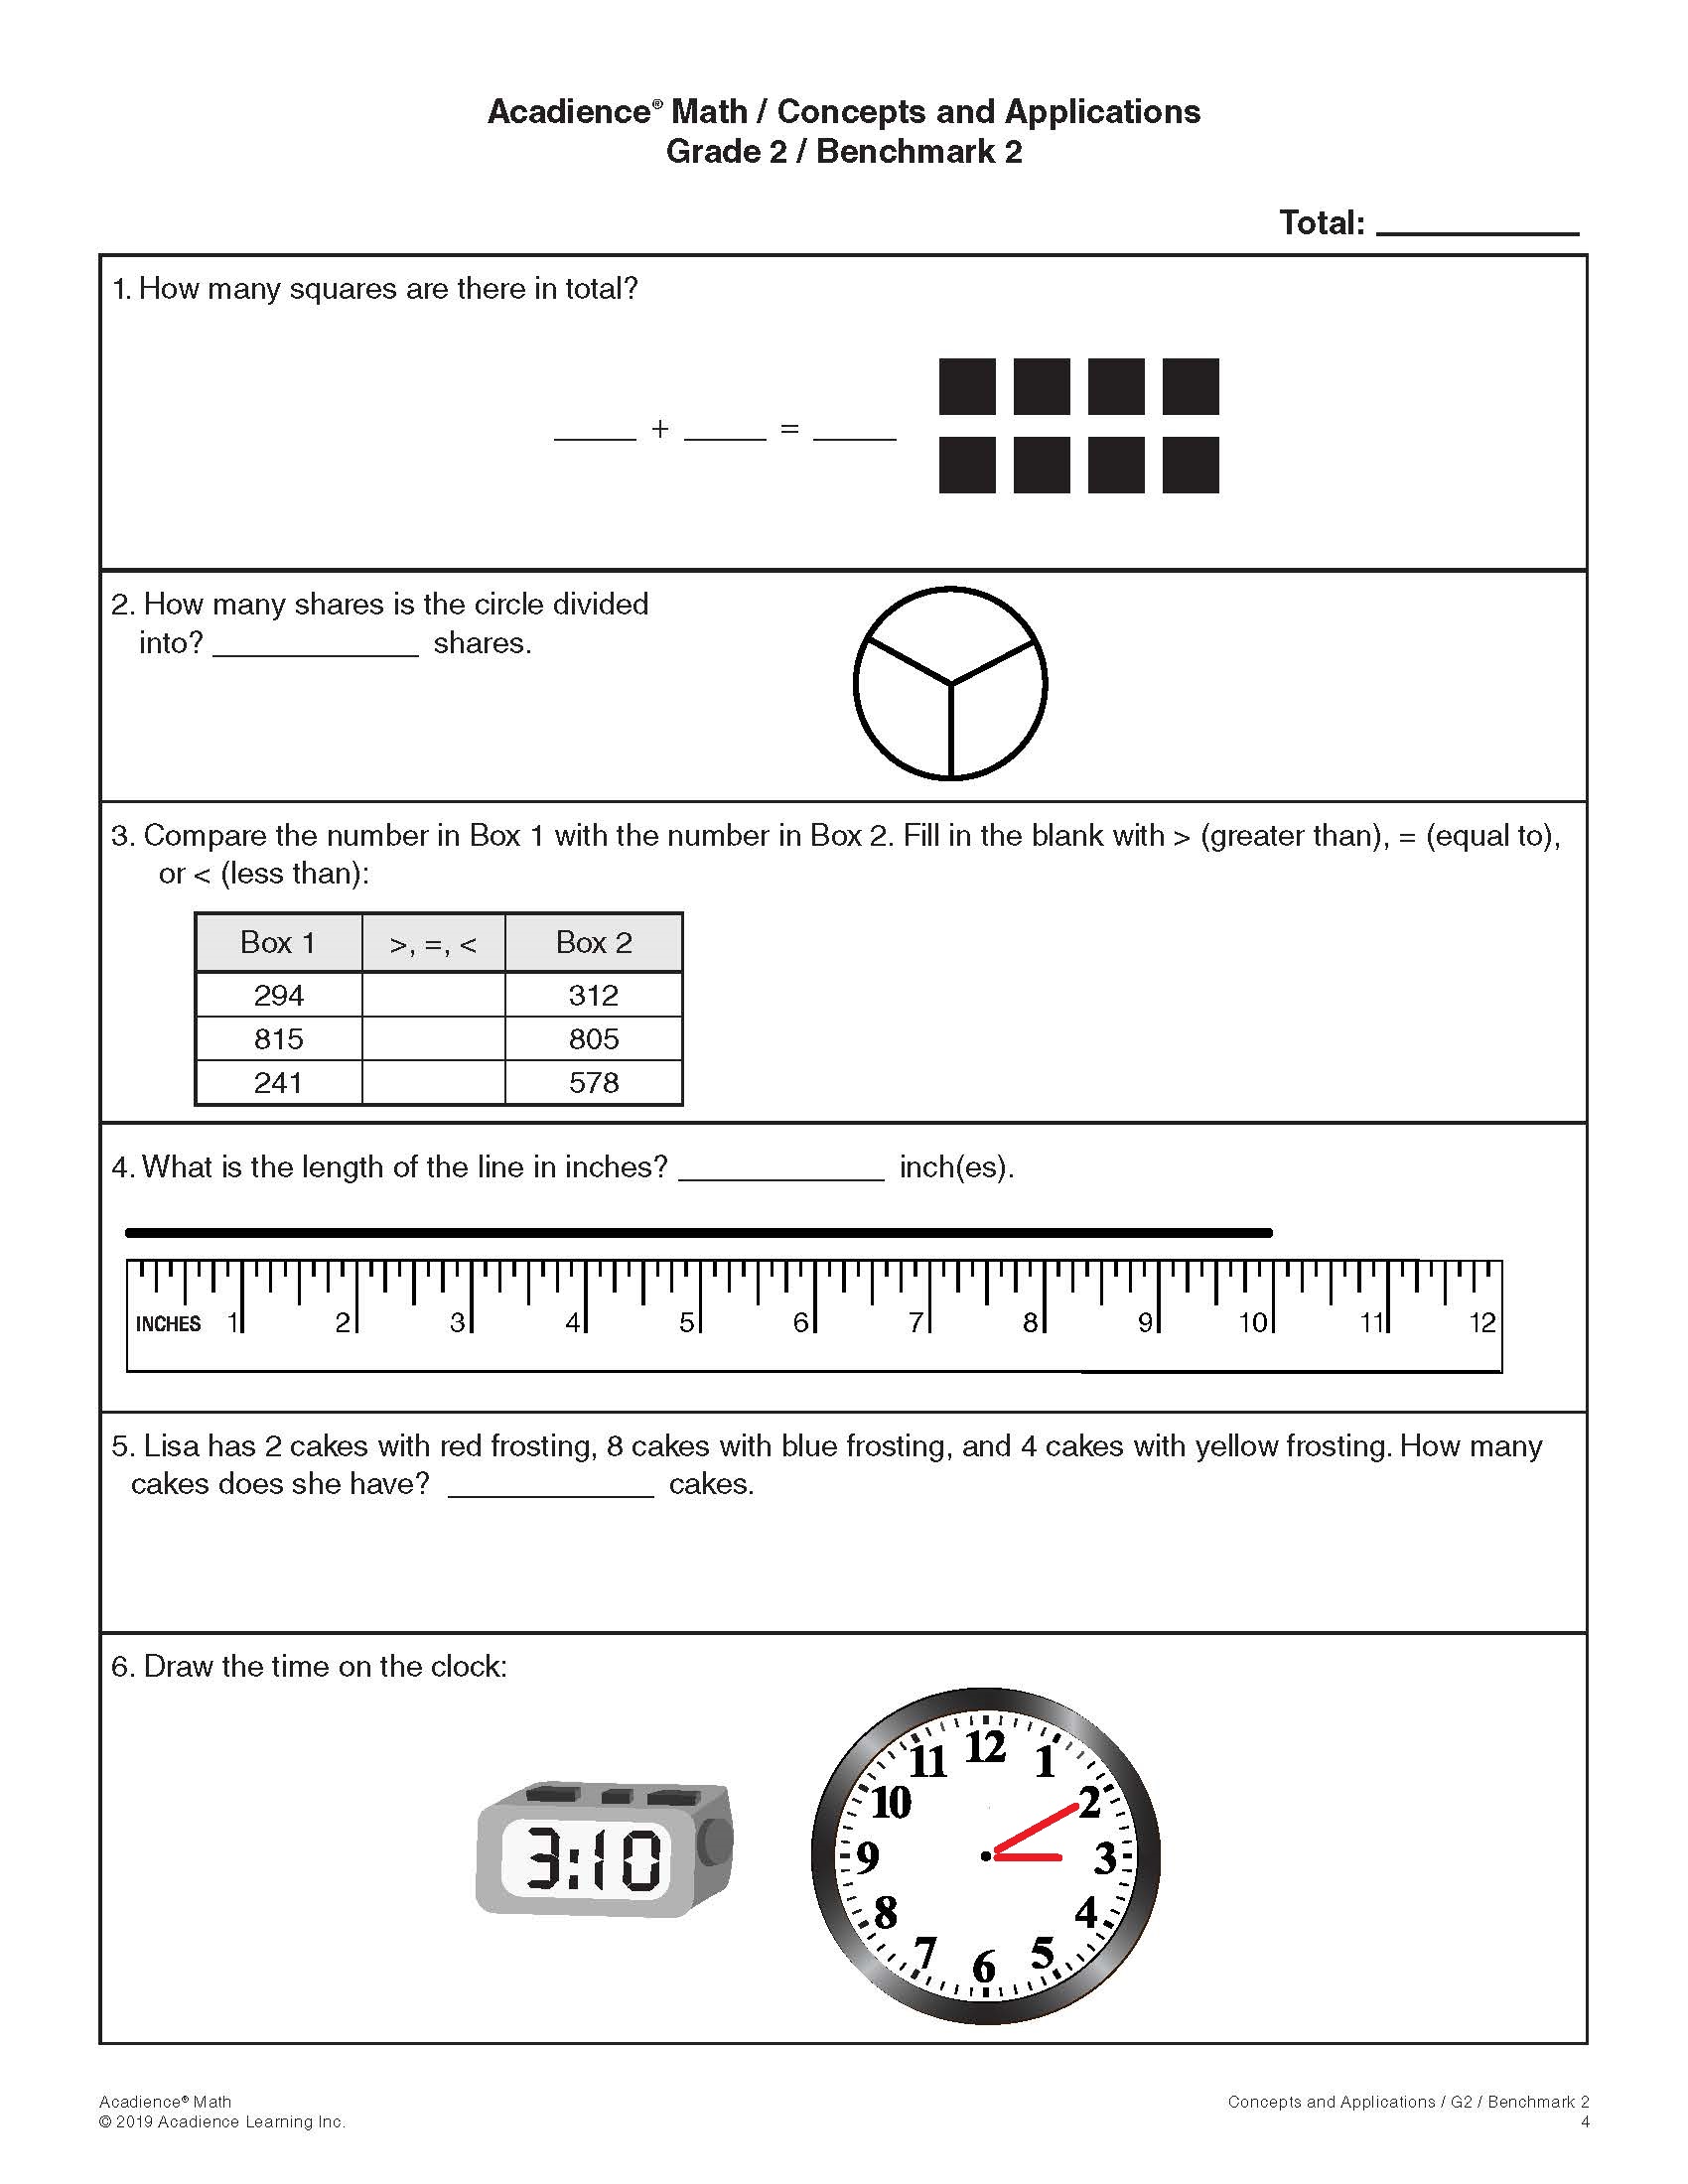 Acadience® Math / Concepts and Applications
Grade 2 / Benchmark 2
Total: ____________
1. How many squares are there in total?
_____ + _____ = _____
2. How many shares is the circle divided
into? ____________ shares.
3. Compare the number in Box 1 with the number in Box 2. Fill in the blank with > (greater than), = (equal to),
or < (less than):
Box 1 >, =, < Box 2
294 312
815 805
241 578
4. What is the length of the line in inches? ____________ inch(es).
INCHES 1 2 3 4 5 6 7 8 9 10 11 12
5. Lisa has 2 cakes with red frosting, 8 cakes with blue frosting, and 4 cakes with yellow frosting. How many
cakes does she have? ____________ cakes.
6. Draw the time on the clock:
3:10
12
1
2
3
4
5
6
7
8
9
10
11
Acadience® Math
© 2019 Acadience Learning Inc.
Concepts and Applications / G2 / Benchmark 2
4